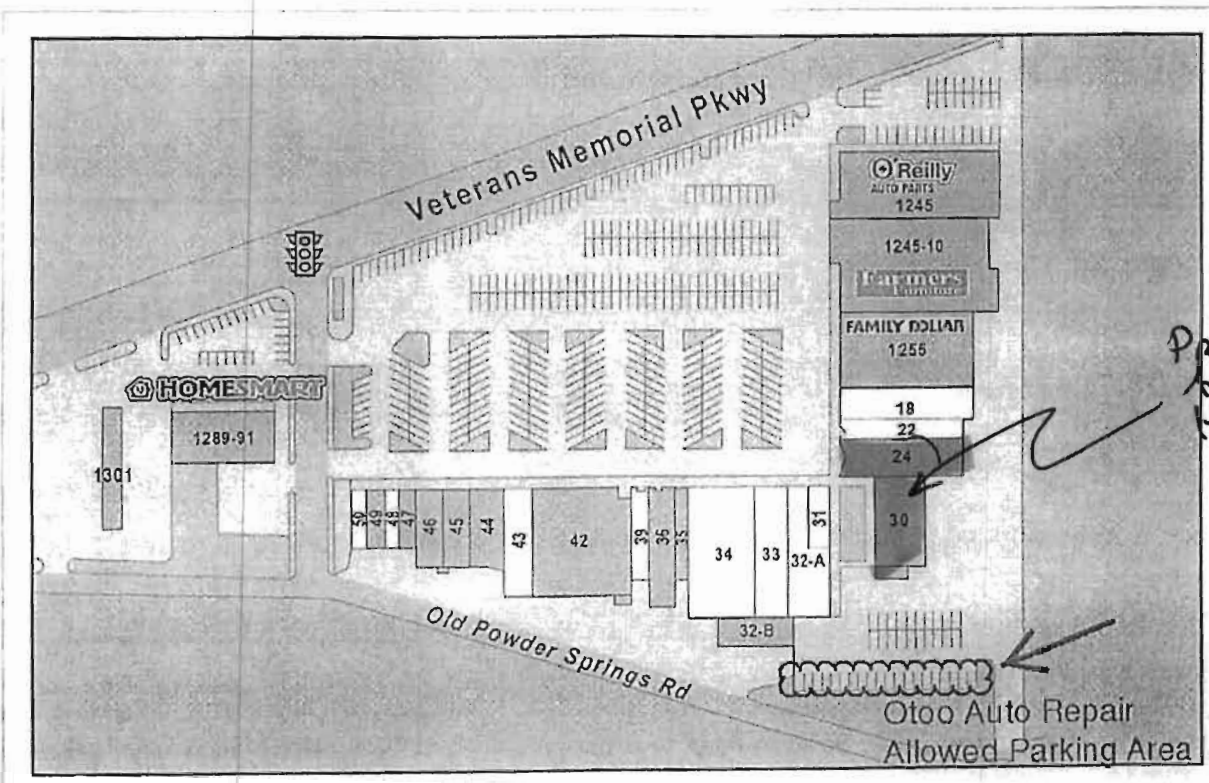 Veterans Memorial Pkwy
O'Reilly
AUTO PARTS
1245
1245-10
Farmers
Furniture
FAMILY DOLLAR
1255
18
22
24
30
HOMESMART
1289-91
1301
50
49
48
47
46
45
44
43
42
39
36
35
34
33
32-A
31
32-B
Old Powder Springs Rd
Otoo Auto Repair
Allowed Parking Area